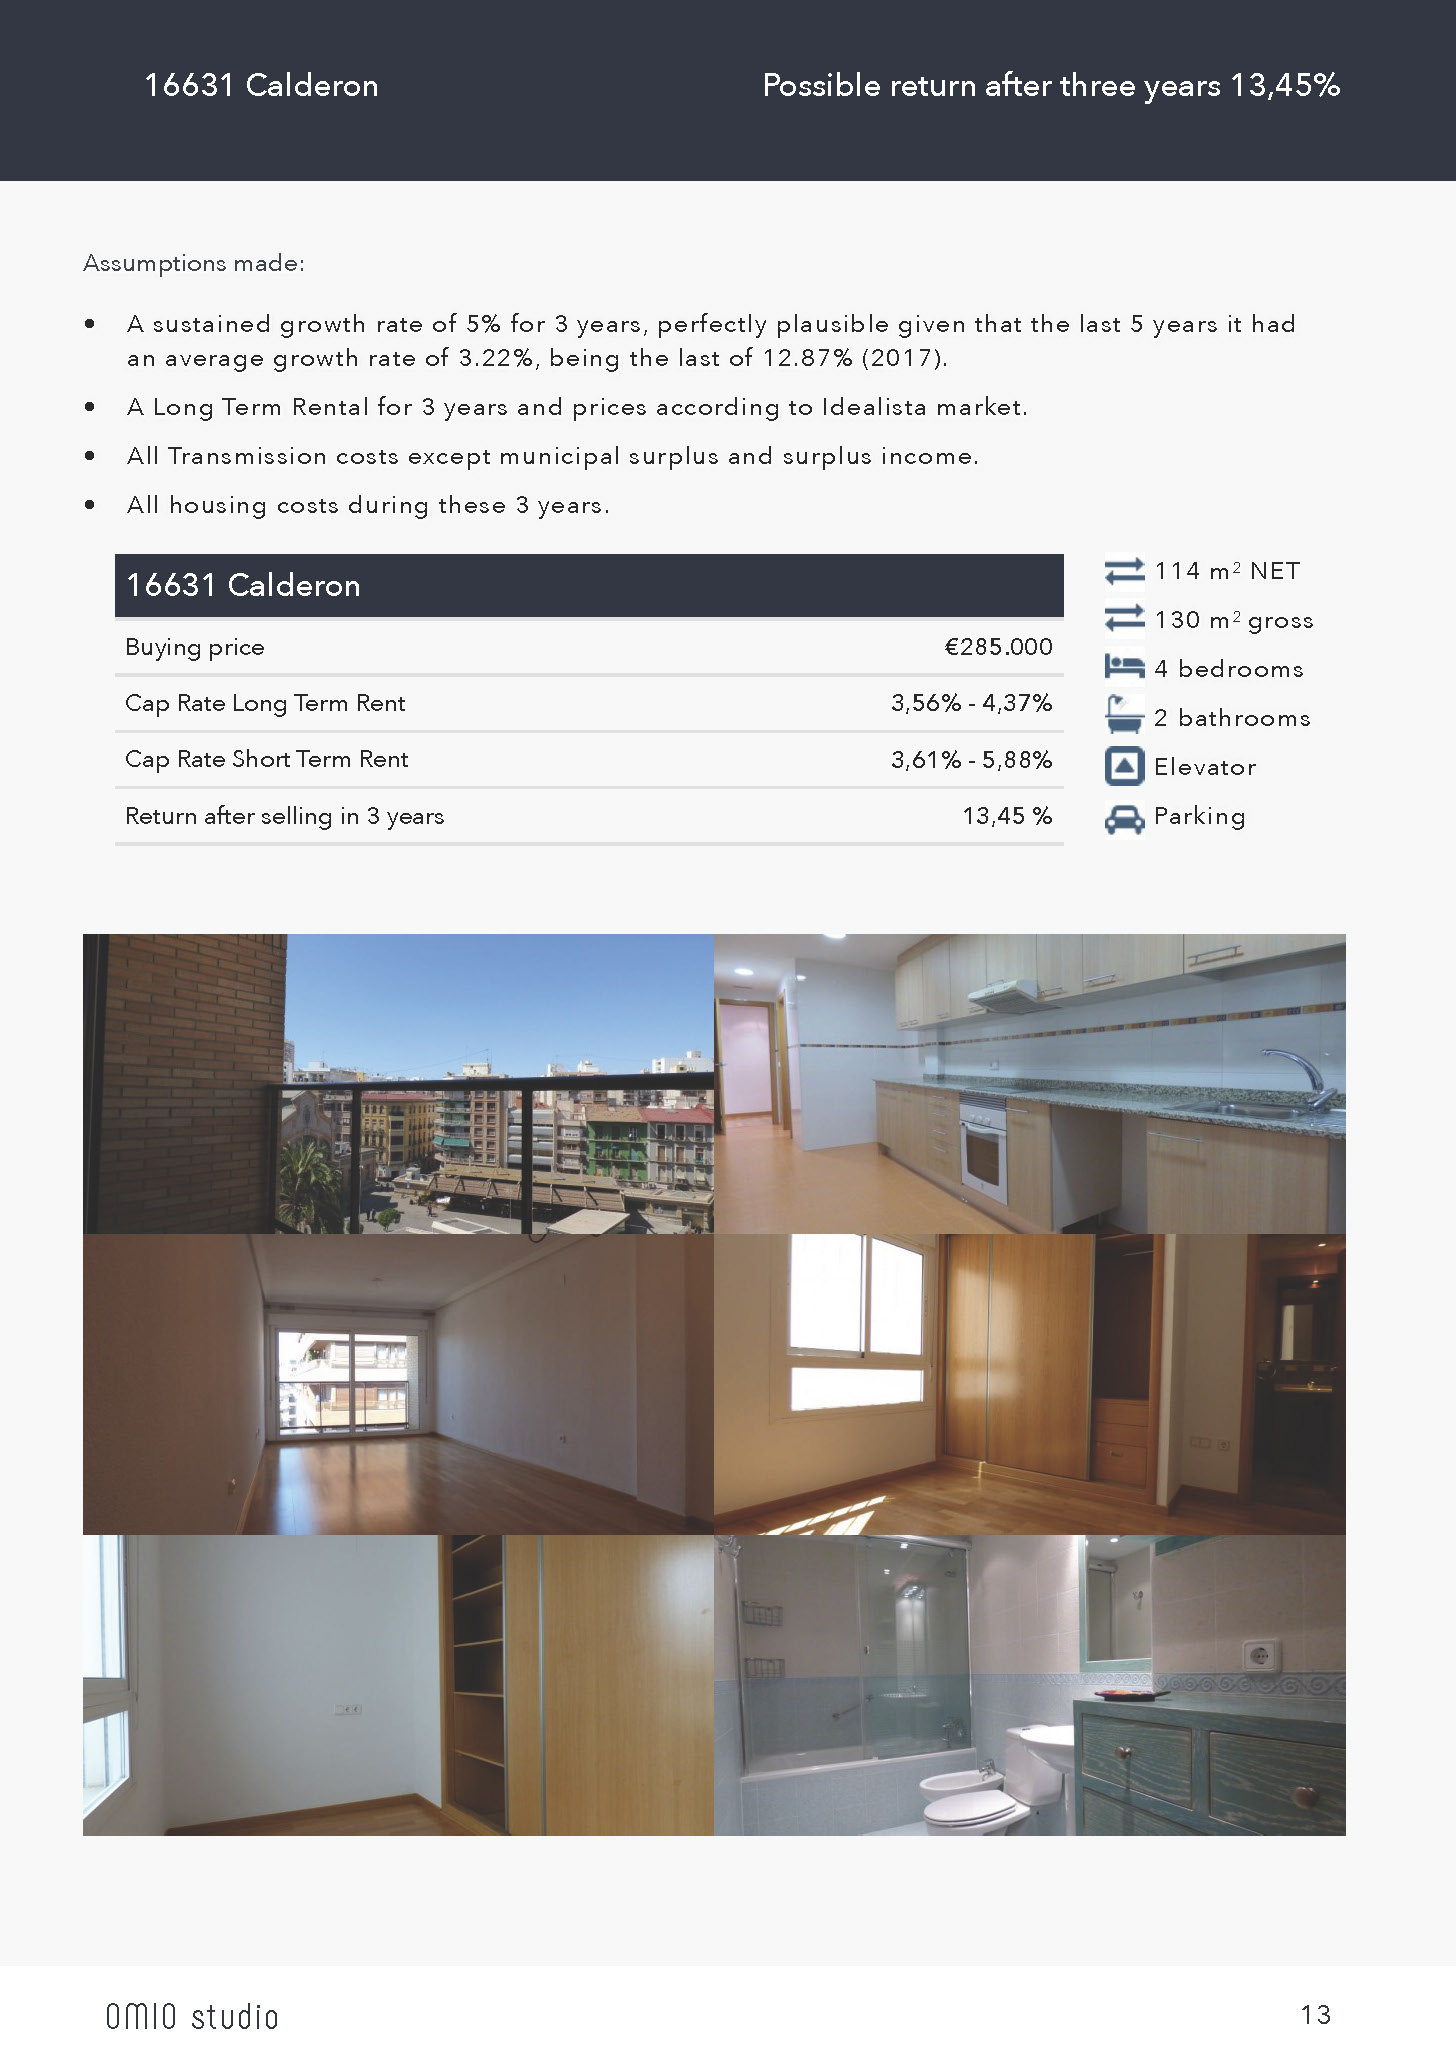 16631 Calderon
Possible return after three years 13,45%
Assumptions made:
• A sustained growth rate of 5% for 3 years, perfectly plausible given that the last 5 years it had
an average growth rate of 3.22%, being the last of 12.87% (2017).
• A Long Term Rental for 3 years and prices according to Idealista market.
• All Transmission costs except municipal surplus and surplus income.
• All housing costs during these 3 years.
16631 Calderon
Buying price €285.000
Cap Rate Long Term Rent 3,56% - 4,37%
Cap Rate Short Term Rent 3,61% - 5,88%
Return after selling in 3 years 13,45 %
114 m² NET
130 m² gross
4 bedrooms
2 bathrooms
Elevator
Parking
OMIO studio
13